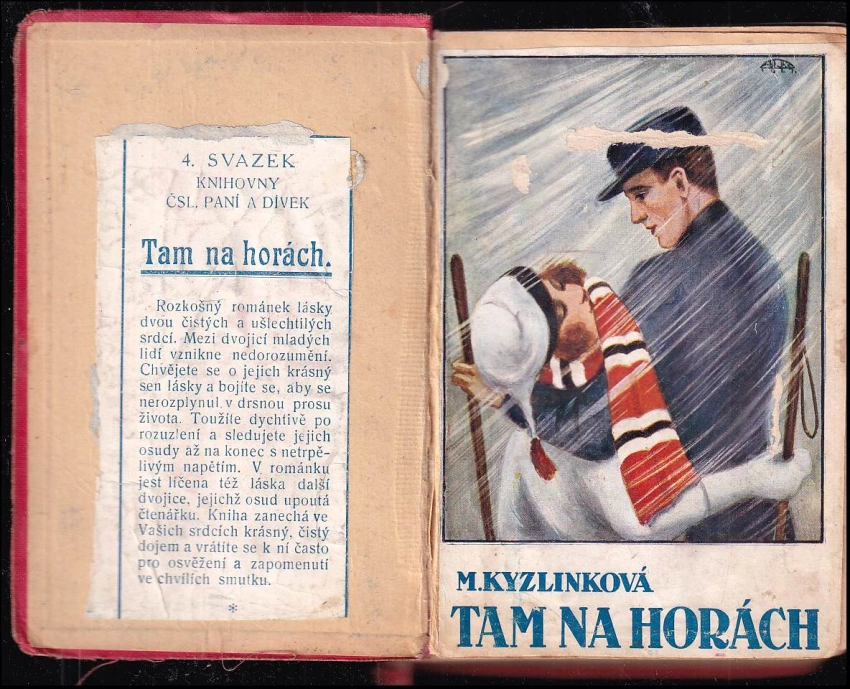 4. SVAZEK
KNIHOVNY
ČSL. PANÍ A DÍVEK
Tam na horách.
Rozkošný románek lásky
dvou čistých a ušlechtilých
srdcí. Mezi dvojicí mladých
lidí vznikne nedorozumění.
Chvějete se o jejich krásný
sen lásky a bojíte se, aby se
nerozplynul v drsnou prosu
života. Toužíte dychtivě po
rozuzlení a sledujete jejich
osudy až na konec s netrpě-
livým napětím. V románku
jest líčena též láska další
dvojice, jejichž osud upoutá
čtenářku. Kniha zanechá ve
Vašich srdcích krásný, čistý
dojem a vrátíte se k ní často
pro osvěžení a zapomenutí
ve chvílích smutku.
*
M. KYZLINKOVÁ
TAM NA HORÁCH